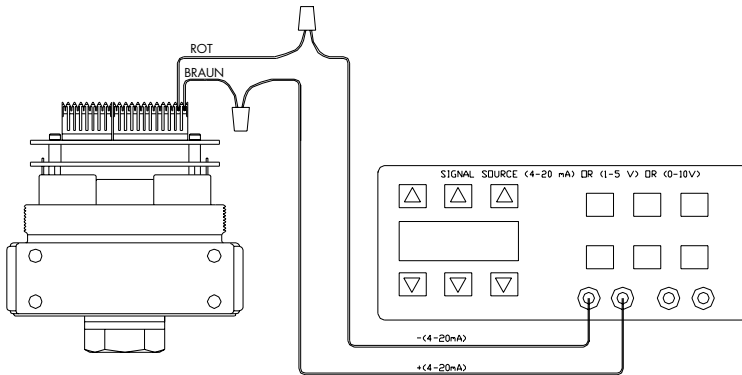 ROT
BRAUN
SIGNAL SOURCE (4-20 mA) OR (1-5 V) OR (0-10V)
-(4-20mA)
+(4-20mA)